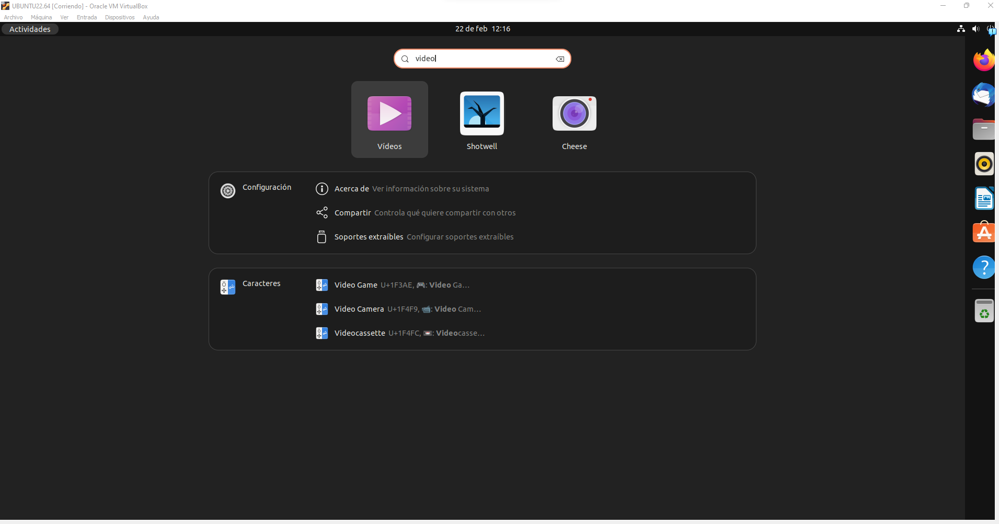 UBUNTU22.64 [Corriendo] - Oracle VM VirtualBox
Archivo Máquina Ver Entrada Dispositivos Ayuda
Actividades 22 de feb 12:16
video
Vídeos Shotwell Cheese
Configuración
Acerca de Ver información sobre su sistema
Compartir Controla qué quiere compartir con otros
Soportes extraíbles Configurar soportes extraíbles
Caracteres
Video Game U+1F3AE, 🎮: Video Ga…
Video Camera U+1F4F9, 📹: Video Cam…
Videocassette U+1F4FC, 📼: Videocasse…